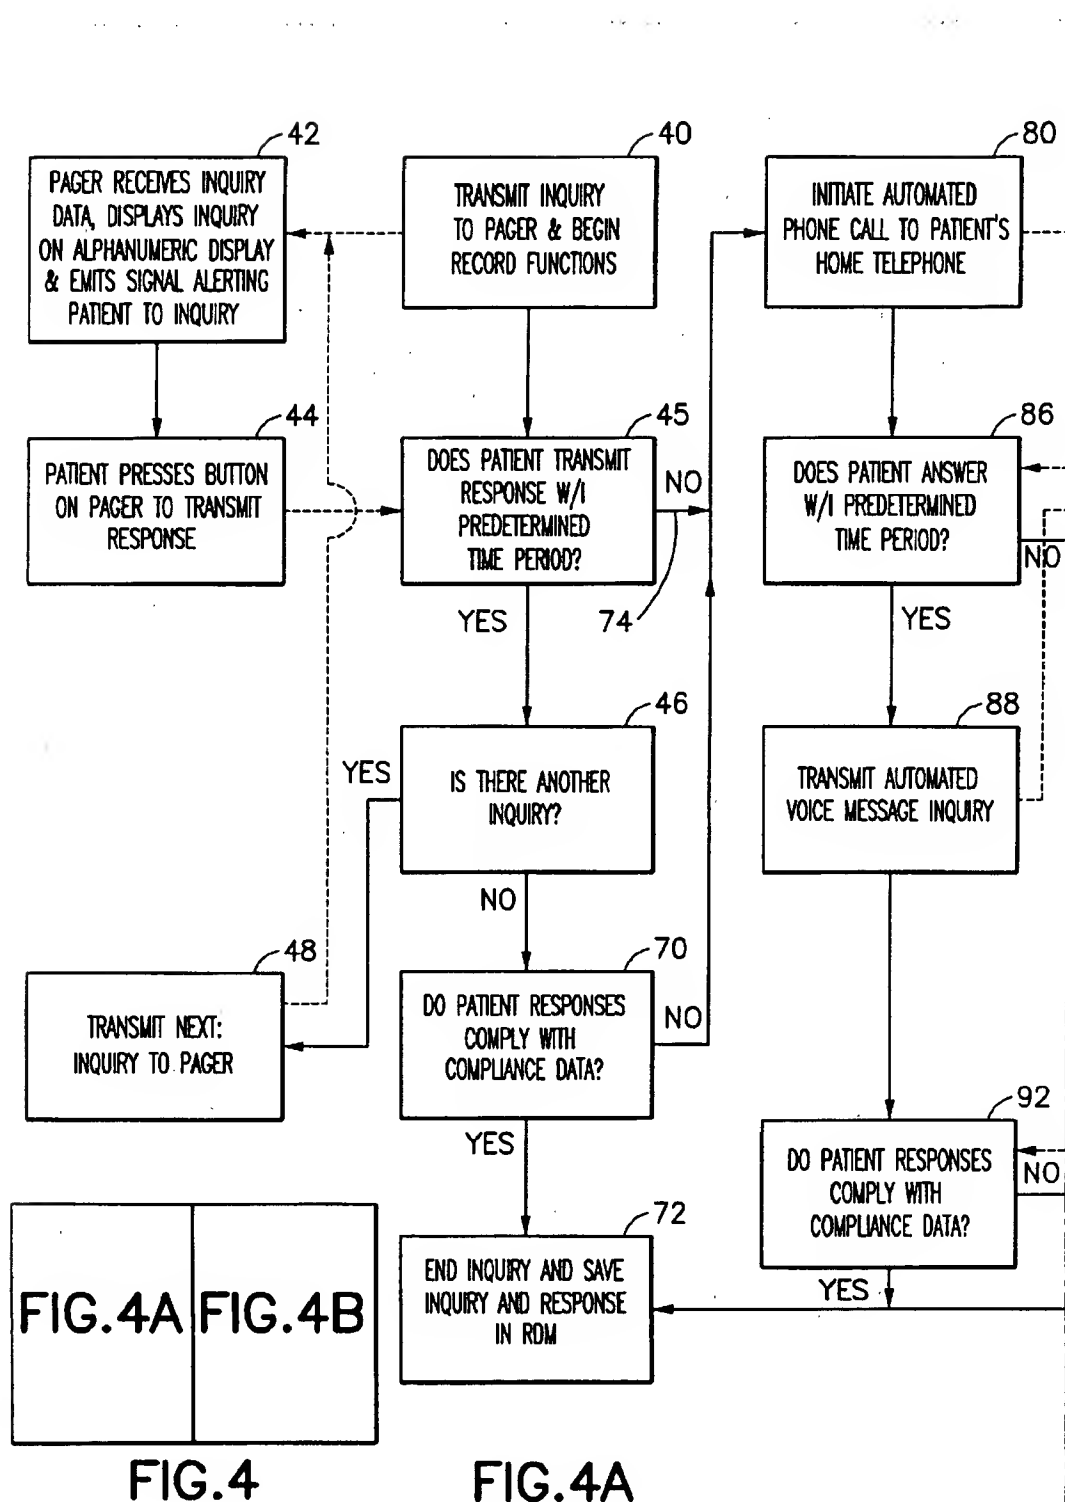 42
PAGER RECEIVES INQUIRY
DATA, DISPLAYS INQUIRY
ON ALPHANUMERIC DISPLAY
& EMITS SIGNAL ALERTING
PATIENT TO INQUIRY
40
TRANSMIT INQUIRY
TO PAGER & BEGIN
RECORD FUNCTIONS
80
INITIATE AUTOMATED
PHONE CALL TO PATIENT'S
HOME TELEPHONE
44
PATIENT PRESSES BUTTON
ON PAGER TO TRANSMIT
RESPONSE
45
DOES PATIENT TRANSMIT
RESPONSE W/I
PREDETERMINED
TIME PERIOD?
NO
74
YES
86
DOES PATIENT ANSWER
W/I PREDETERMINED
TIME PERIOD?
NO
YES
46
IS THERE ANOTHER
INQUIRY?
YES
NO
88
TRANSMIT AUTOMATED
VOICE MESSAGE INQUIRY
48
TRANSMIT NEXT:
INQUIRY TO PAGER
70
DO PATIENT RESPONSES
COMPLY WITH
COMPLIANCE DATA?
NO
YES
92
DO PATIENT RESPONSES
COMPLY WITH
COMPLIANCE DATA?
NO
YES
72
END INQUIRY AND SAVE
INQUIRY AND RESPONSE
IN RDM
FIG.4A
FIG.4B
FIG.4
FIG.4A